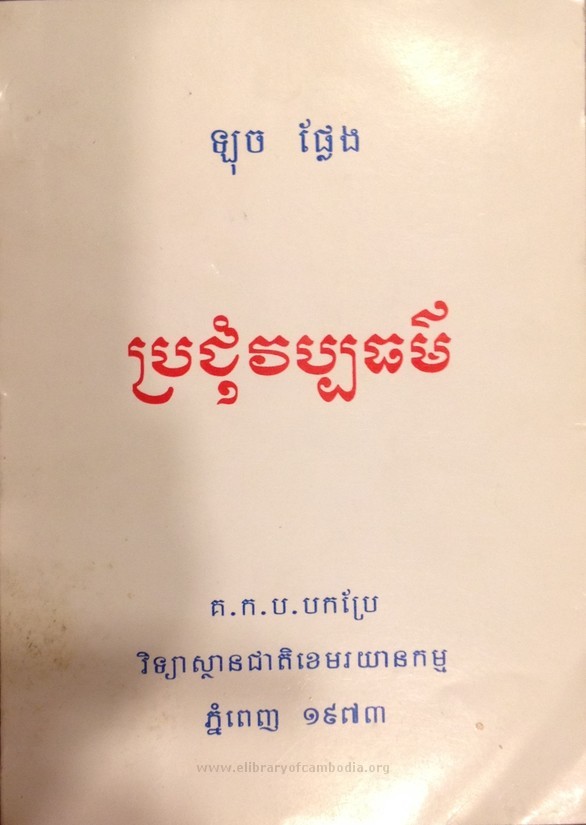 ឡុច ផ្លែង
ប្រជុំវប្បធម៌
គ.ក.ប.បកប្រែ
វិទ្យាស្ថានជាតិខេមរយានកម្ម
ភ្នំពេញ ១៩៧៣
www.elibraryofcambodia.org